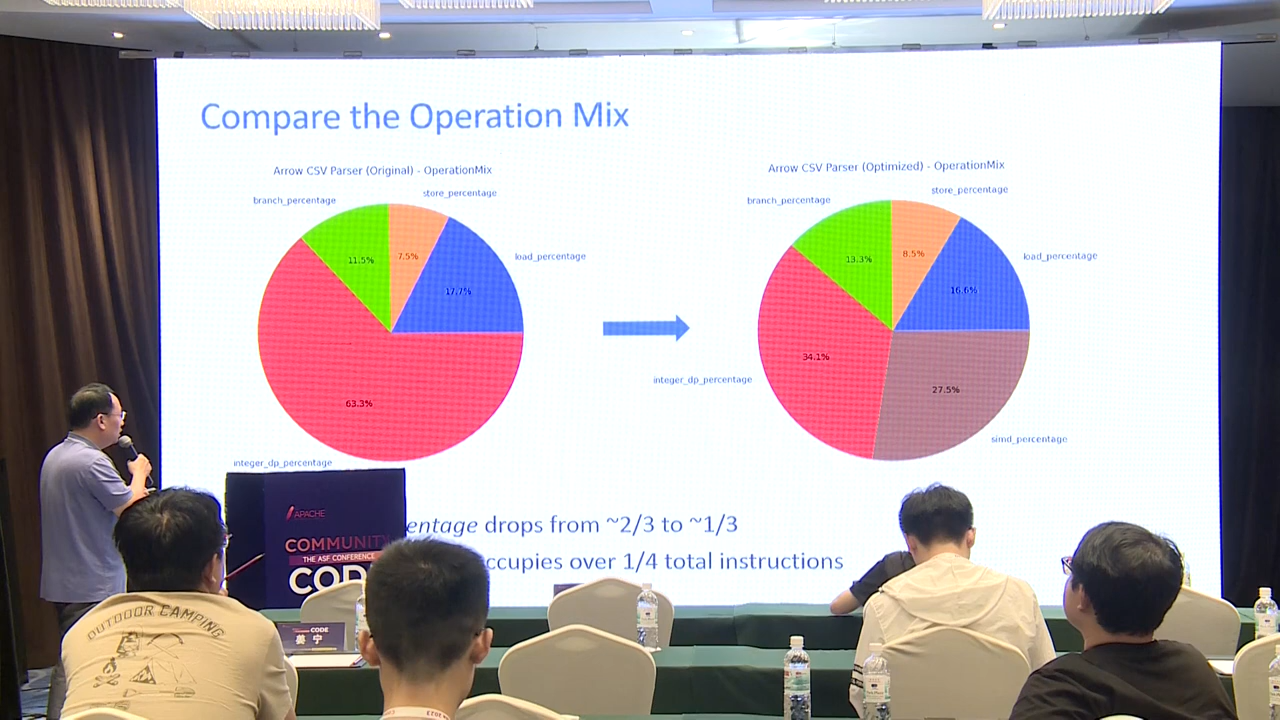 Compare the Operation Mix
Arrow CSV Parser (Original) - OperationMix
branch_percentage
store_percentage
load_percentage
11.5%
7.5%
17.7%
63.3%
integer_dp_percentage
Arrow CSV Parser (Optimized) - OperationMix
branch_percentage
store_percentage
load_percentage
13.3%
8.5%
16.6%
34.1%
27.5%
integer_dp_percentage
simd_percentage
drops from ~2/3 to ~1/3
over 1/4 total instructions
APACHE
COMMUNITY
THE ASF CONFERENCE
CODE
OUTDOOR CAMPING
CODE
姜 宁